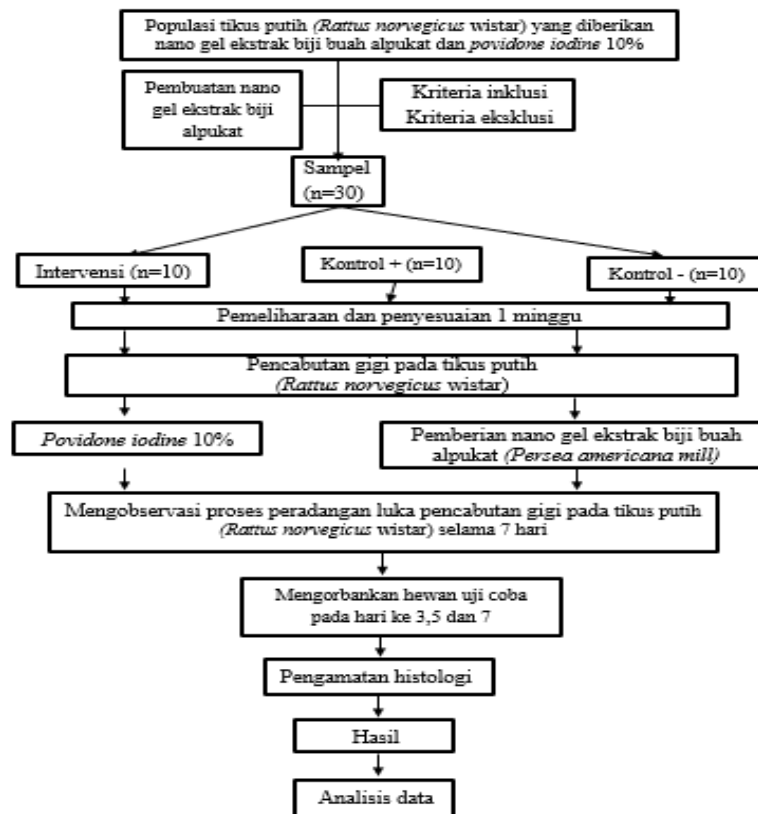 Populasi tikus putih (Rattus norvegicus wistar) yang diberikan
nano gel ekstrak biji buah alpukat dan povidone iodine 10%
Pembuatan nano
gel ekstrak biji
alpukat
Kriteria inklusi
Kriteria eksklusi
Sampel
(n=30)
Intervensi (n=10)
Kontrol + (n=10)
Kontrol - (n=10)
Pemeliharaan dan penyesuaian 1 minggu
Pencabutan gigi pada tikus putih
(Rattus norvegicus wistar)
Povidone iodine 10%
Pemberian nano gel ekstrak biji buah
alpukat (Persea americana mill)
Mengobservasi proses peradangan luka pencabutan gigi pada tikus putih
(Rattus norvegicus wistar) selama 7 hari
Mengorbankan hewan uji coba
pada hari ke 3,5 dan 7
Pengamatan histologi
Hasil
Analisis data